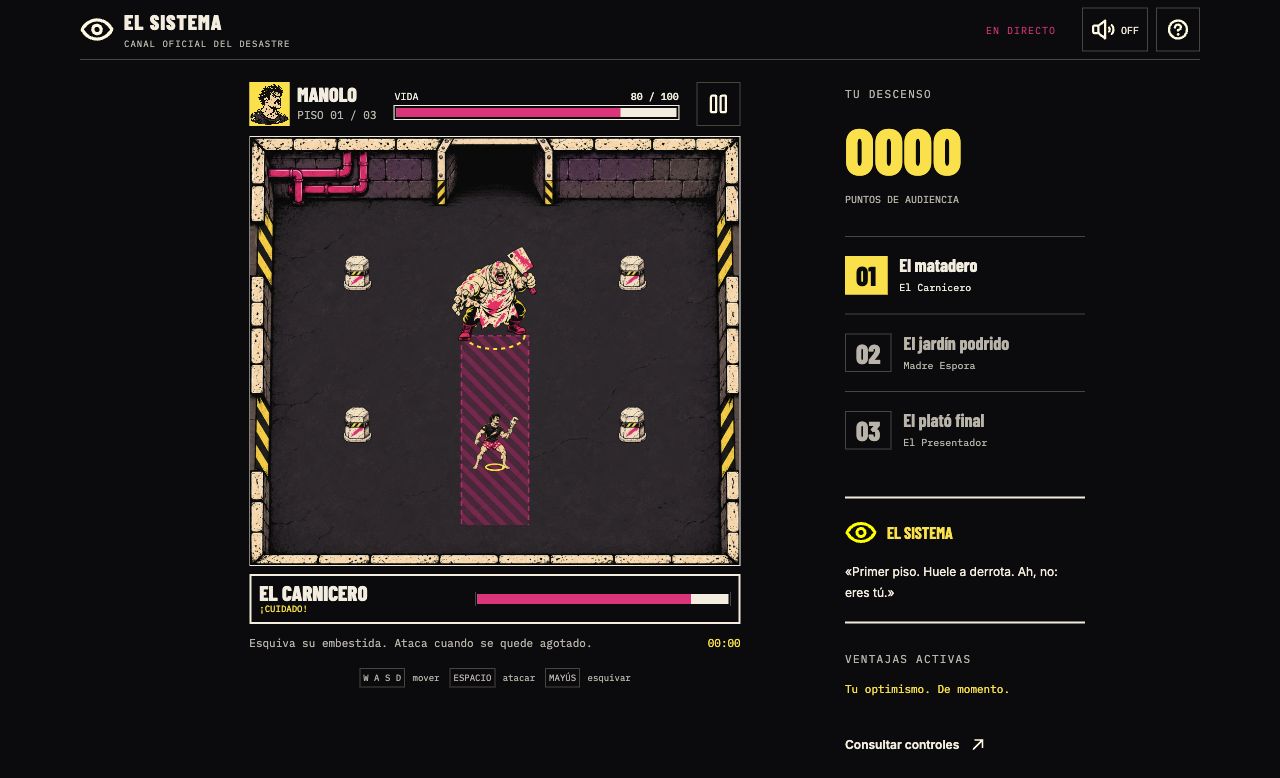 EL SISTEMA
CANAL OFICIAL DEL DESASTRE
EN DIRECTO
OFF
MANOLO
PISO 01 / 03
VIDA
80 / 100
EL CARNICERO
¡CUIDADO!
Esquiva su embestida. Ataca cuando se quede agotado.
00:00
W A S D mover ESPACIO atacar MAYÚS esquivar
TU DESCENSO
0000
PUNTOS DE AUDIENCIA
01
El matadero
El Carnicero
02
El jardín podrido
Madre Espora
03
El plató final
El Presentador
EL SISTEMA
«Primer piso. Huele a derrota. Ah, no:
eres tú.»
VENTAJAS ACTIVAS
Tu optimismo. De momento.
Consultar controles